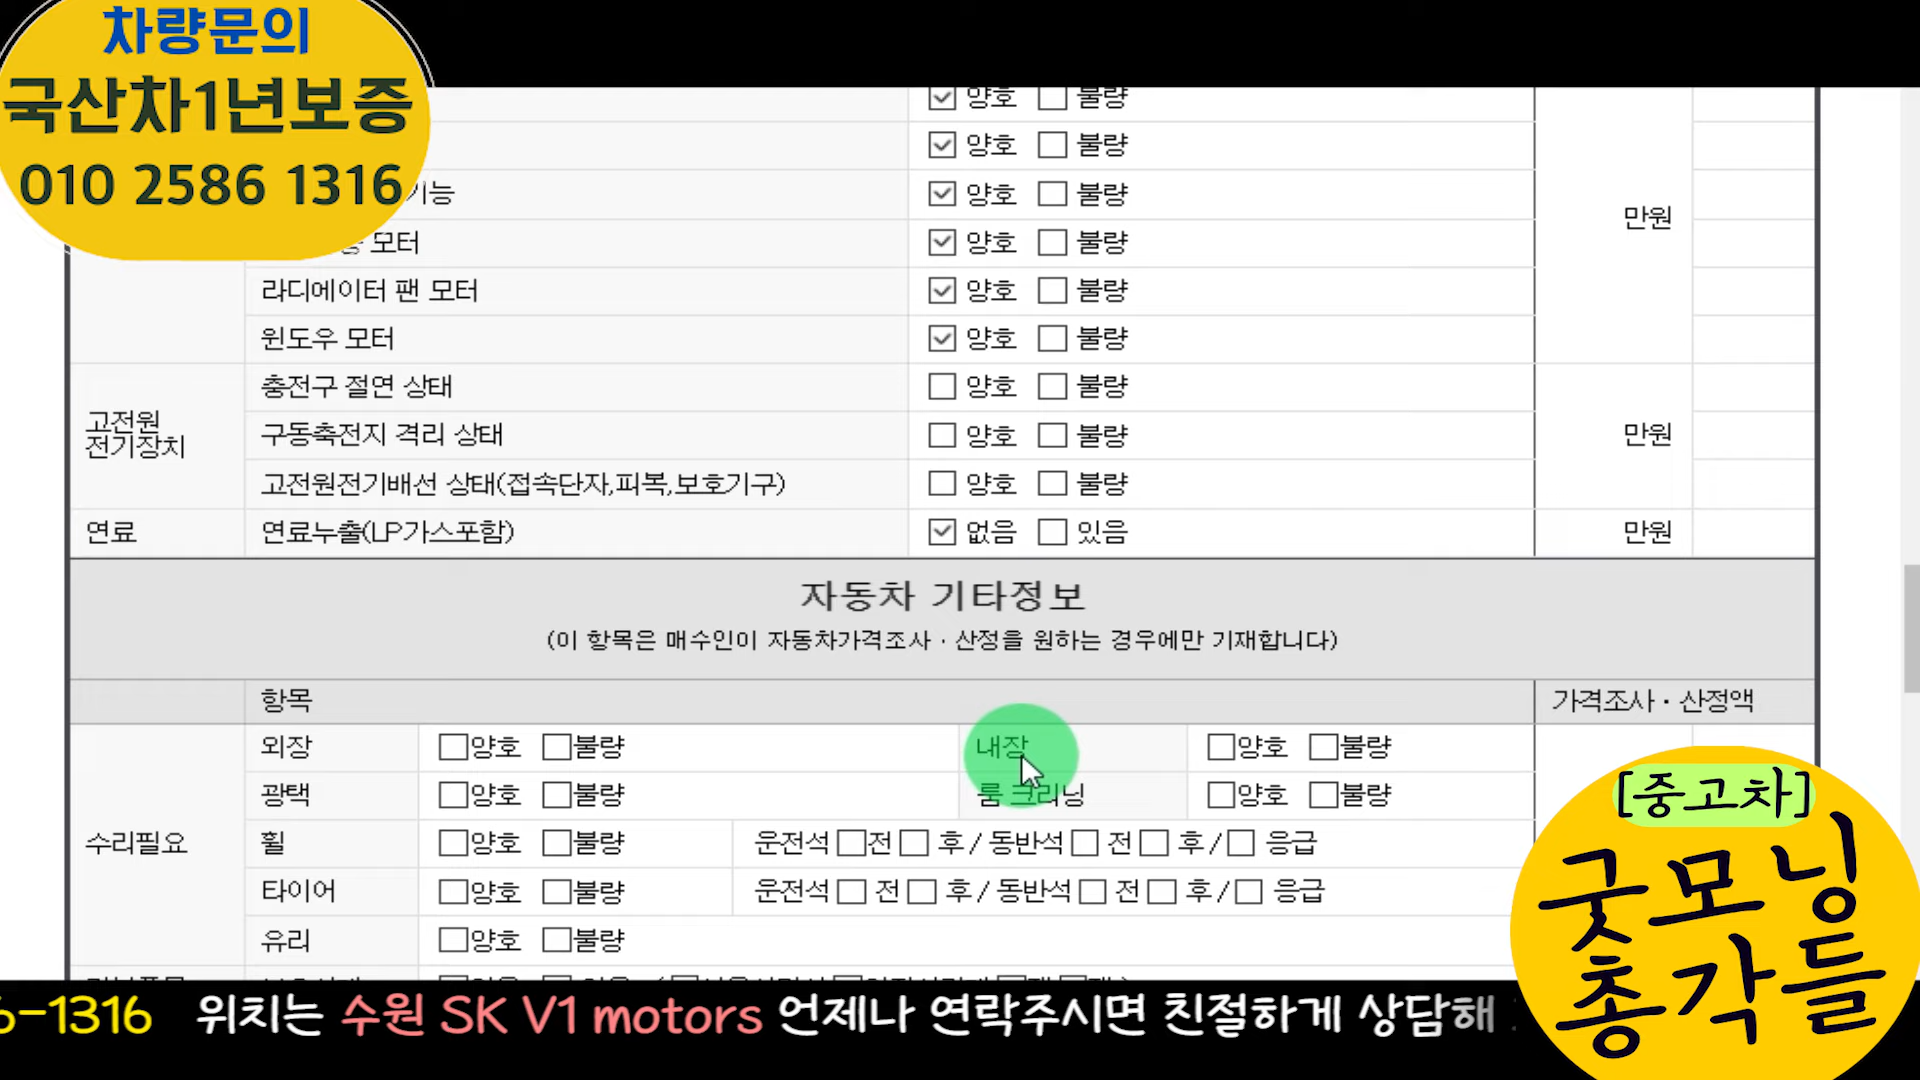 차량문의
국산차1년보증
010 2586 1316
양호 불량
양호 불량
기능 양호 불량
모터 양호 불량
만원
라디에이터 팬 모터 양호 불량
윈도우 모터 양호 불량
고전원
전기장치
충전구 절연 상태 양호 불량
구동축전지 격리 상태 양호 불량
만원
고전원전기배선 상태(접속단자,피복,보호기구) 양호 불량
연료 연료누출(LP가스포함) 없음 있음 만원
자동차 기타정보
(이 항목은 매수인이 자동차가격조사·산정을 원하는 경우에만 기재합니다)
항목 가격조사·산정액
수리필요
외장 양호 불량 내장 양호 불량
광택 양호 불량 룸 크리닝 양호 불량
휠 양호 불량 운전석 전 후 / 동반석 전 후 / 응급
타이어 양호 불량 운전석 전 후 / 동반석 전 후 / 응급
유리 양호 불량
[중고차]
굿모닝
총각들
6-1316 위치는 수원 SK V1 motors 언제나 연락주시면 친절하게 상담해